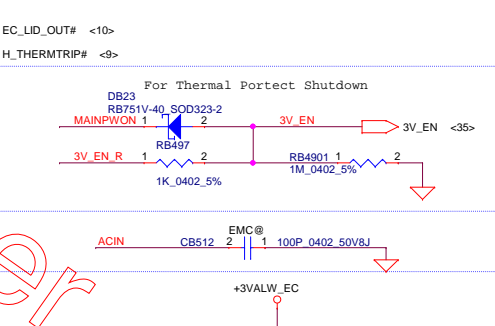 EC_LID_OUT# <10>
H_THERMTRIP# <9>
For Thermal Portect Shutdown
DB23
RB751V-40_SOD323-2
MAINPWON 1 2 3V_EN 3V_EN <35>
RB497
3V_EN_R 1 2 RB4901 1 2
1K_0402_5% 1M_0402_5%
EMC@
ACIN CB512 2 1 100P_0402_50V8J
+3VALW_EC